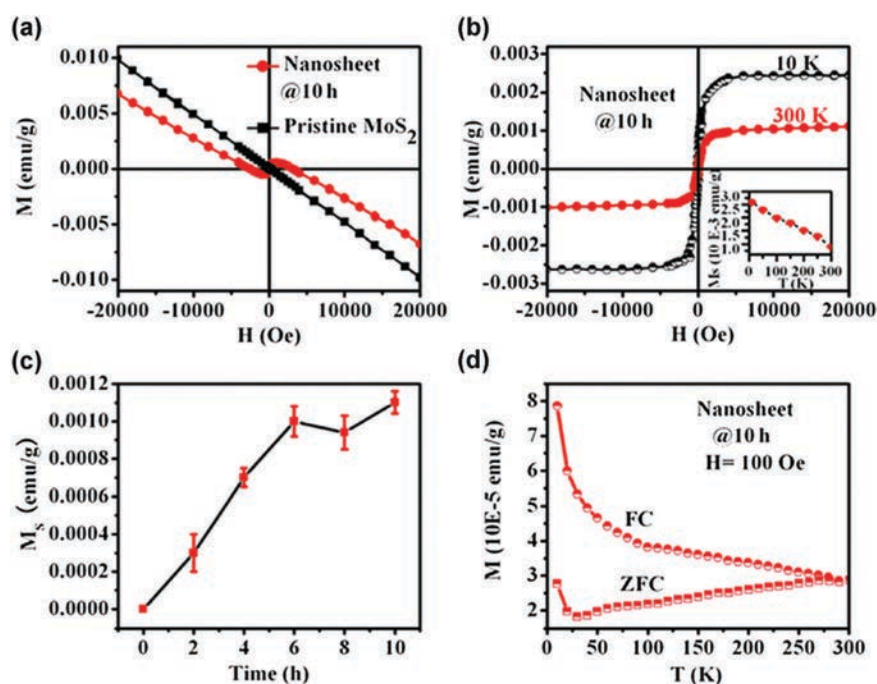 (a)
0.010
0.005
0.000
-0.005
-0.010
M (emu/g)
Nanosheet
@10 h
Pristine MoS2
-20000 -10000 0 10000 20000
H (Oe)
(b)
0.003
0.002
0.001
0.000
-0.001
-0.002
-0.003
M (emu/g)
10 K
Nanosheet
@10 h
300 K
3.0
2.5
2.0
1.5
1.0
Ms (10 E-3 emu/g)
0 100 200 300
T (K)
-20000 -10000 0 10000 20000
H (Oe)
(c)
0.0012
0.0010
0.0008
0.0006
0.0004
0.0002
0.0000
Ms (emu/g)
0 2 4 6 8 10
Time (h)
(d)
8
7
6
5
4
3
2
M (10E-5 emu/g)
Nanosheet
@10 h
H= 100 Oe
FC
ZFC
0 50 100 150 200 250 300
T (K)